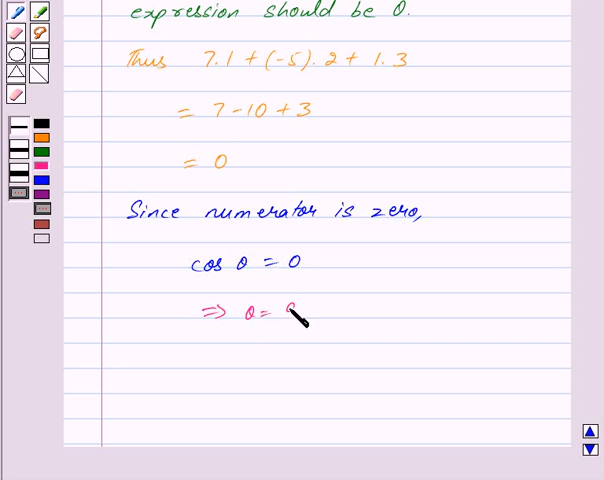 expression should be 0.
Thus 7.1 + (-5). 2 + 1.3
= 7 - 10 + 3
= 0
Since numerator is zero,
cos θ = 0
⇒ θ =